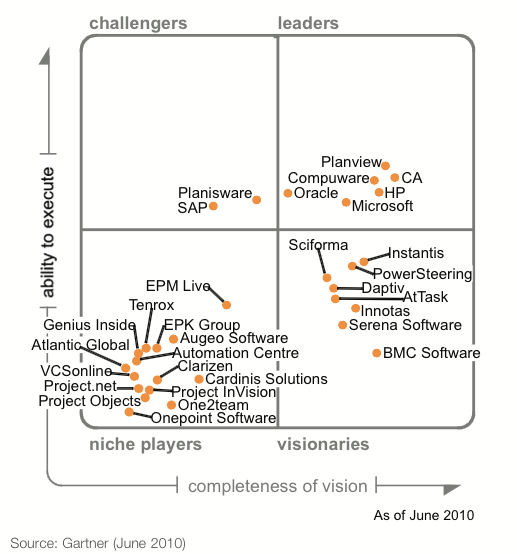 challengers
leaders
ability to execute
Planview
Compuware
CA
Planisware
Oracle
HP
SAP
Microsoft
Sciforma
Instantis
PowerSteering
EPM Live
Daptiv
AtTask
Tenrox
Innotas
Genius Inside
EPK Group
Serena Software
Augeo Software
Atlantic Global
Automation Centre
BMC Software
Clarizen
VCSonline
Cardinis Solutions
Project.net
Project InVision
Project Objects
One2team
Onepoint Software
niche players
visionaries
completeness of vision
As of June 2010
Source: Gartner (June 2010)